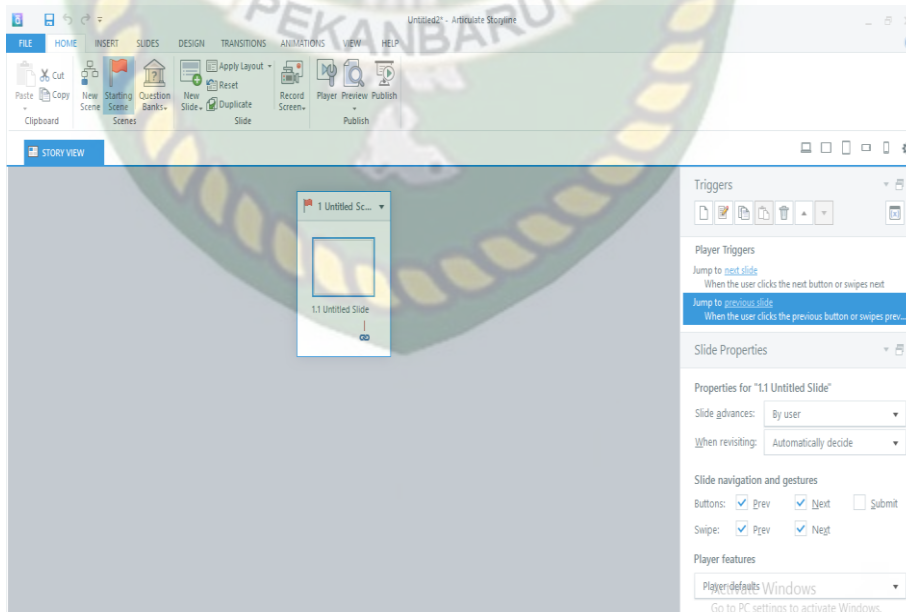 PEKANBARU
Untitled2* - Articulate Storyline
FILE HOME INSERT SLIDES DESIGN TRANSITIONS ANIMATIONS VIEW HELP
Paste Cut Copy
Clipboard
New Scene Starting Scene Question Banks
Scenes
New Slide Apply Layout Reset Duplicate
Slide
Record Screen
Player Preview Publish
Publish
STORY VIEW
1 Untitled Sc...
1.1 Untitled Slide
Triggers
Player Triggers
Jump to next slide
When the user clicks the next button or swipes next
Jump to previous slide
When the user clicks the previous button or swipes prev...
Slide Properties
Properties for "1.1 Untitled Slide"
Slide advances: By user
When revisiting: Automatically decide
Slide navigation and gestures
Buttons: Prev Next Submit
Swipe: Prev Next
Player features
Player defaults
Activate Windows
Go to PC settings to activate Windows.